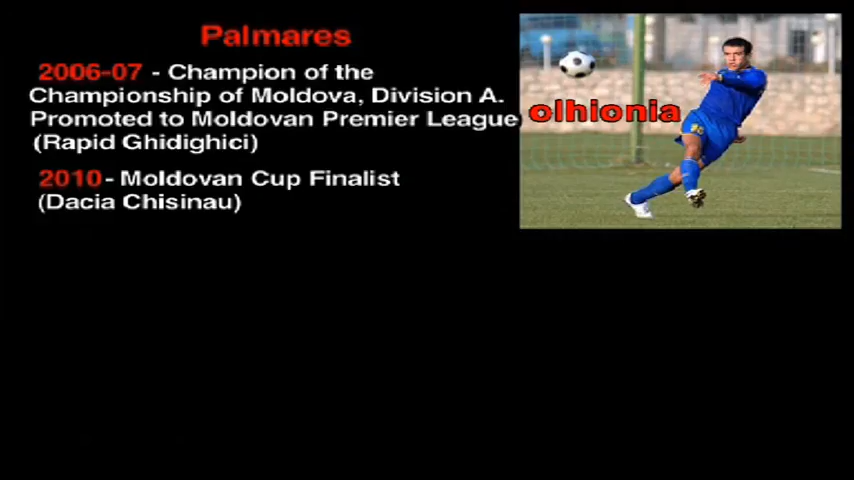 Palmares
2006-07 - Champion of the
Championship of Moldova, Division A.
Promoted to Moldovan Premier League
(Rapid Ghidighici)
olhionia
2010- Moldovan Cup Finalist
(Dacia Chisinau)